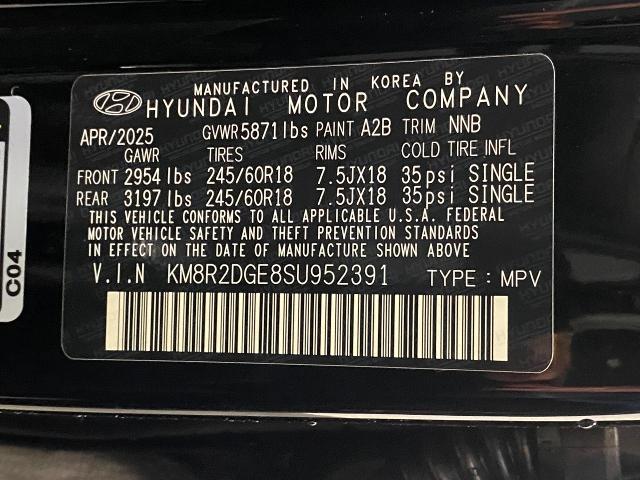 MANUFACTURED IN KOREA BY
HYUNDAI MOTOR COMPANY
APR/2025 GVWR5871lbs PAINT A2B TRIM NNB
GAWR TIRES RIMS COLD TIRE INFL
FRONT 2954 lbs 245/60R18 7.5JX18 35psi SINGLE
REAR 3197 lbs 245/60R18 7.5JX18 35psi SINGLE
THIS VEHICLE CONFORMS TO ALL APPLICABLE U.S.A. FEDERAL
MOTOR VEHICLE SAFETY AND THEFT PREVENTION STANDARDS
IN EFFECT ON THE DATE OF MANUFACTURE SHOWN ABOVE.
V.I.N KM8R2DGE8SU952391 TYPE : MPV
C04